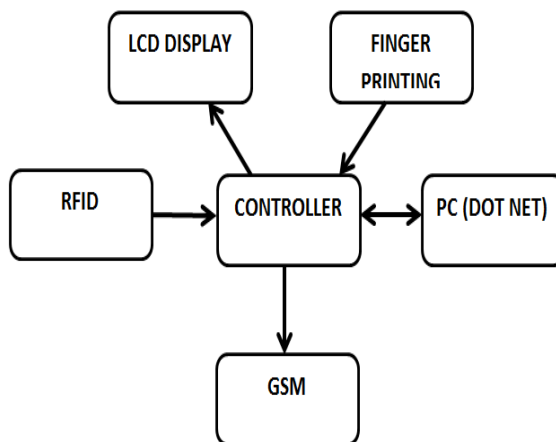 LCD DISPLAY
FINGER
PRINTING
RFID
CONTROLLER
PC (DOT NET)
GSM